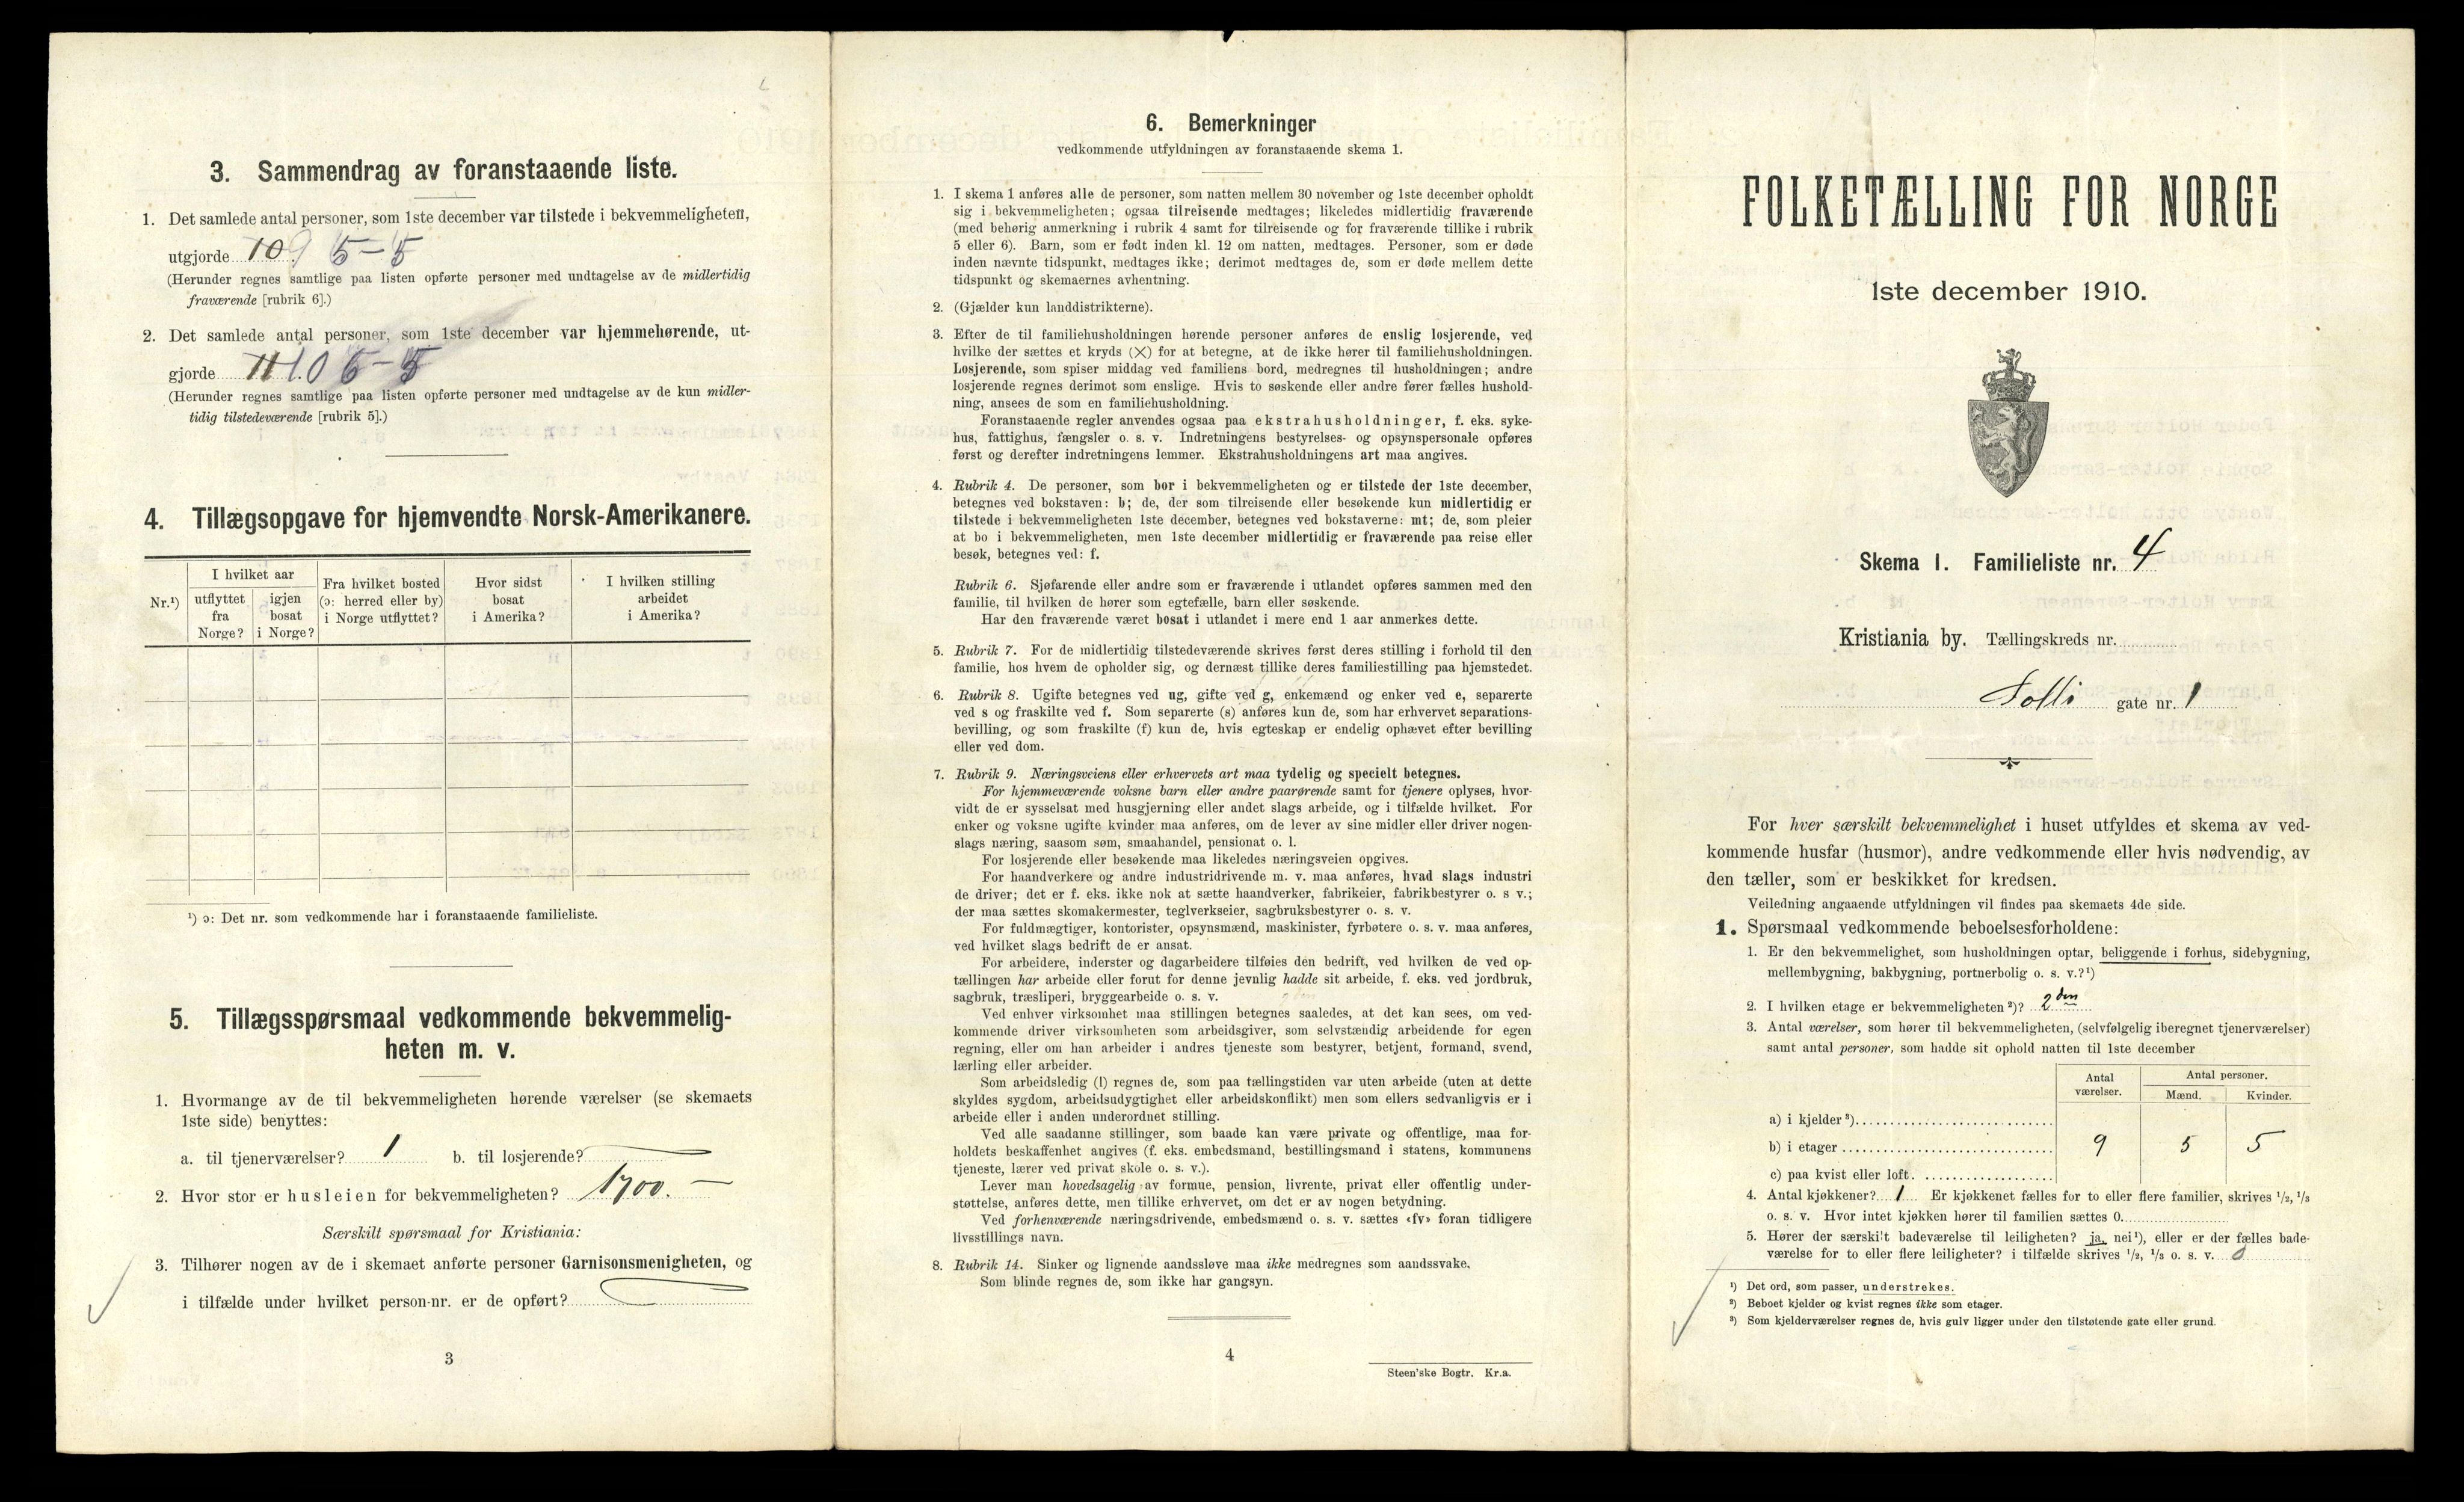 3. Sammendrag av foranstaaende liste.
1. Det samlede antal personer, som 1ste december var tilstede i bekvemmeligheten,
utgjorde 10 9 5-5
(Herunder regnes samtlige paa listen opførte personer med undtagelse av de midlertidig
fraværende [rubrik 6].)
2. Det samlede antal personer, som 1ste december var hjemmehørende, ut-
gjorde 11 10 6-5
(Herunder regnes samtlige paa listen opførte personer med undtagelse av de kun midler-
tidig tilstedeværende [rubrik 5].)
4. Tillægsopgave for hjemvendte Norsk-Amerikanere.
Nr.¹)
I hvilket aar
utflyttet fra Norge?
igjen bosat i Norge?
Fra hvilket bosted (ɔ: herred eller by) i Norge utflyttet?
Hvor sidst bosat i Amerika?
I hvilken stilling arbeidet i Amerika?
¹) ɔ: Det nr. som vedkommende har i foranstaaende familieliste.
5. Tillægsspørsmaal vedkommende bekvemmelig-
heten m. v.
1. Hvormange av de til bekvemmeligheten hørende værelser (se skemaets
1ste side) benyttes:
a. til tjenerværelser? 1 b. til losjerende?
2. Hvor stor er husleien for bekvemmeligheten? 1700.—
Særskilt spørsmaal for Kristiania:
3. Tilhører nogen av de i skemaet anførte personer Garnisonsmenigheten, og
i tilfælde under hvilket person-nr. er de opført?
3
6. Bemerkninger
vedkommende utfyldningen av foranstaaende skema 1.
1. I skema 1 anføres alle de personer, som natten mellem 30 november og 1ste december opholdt
sig i bekvemmeligheten; ogsaa tilreisende medtages; likeledes midlertidig fraværende
(med behørig anmerkning i rubrik 4 samt for tilreisende og for fraværende tillike i rubrik
5 eller 6). Barn, som er født inden kl. 12 om natten, medtages. Personer, som er døde
inden nævnte tidspunkt, medtages ikke; derimot medtages de, som er døde mellem dette
tidspunkt og skemaernes avhentning.
2. (Gjælder kun landdistrikterne).
3. Efter de til familiehusholdningen hørende personer anføres de enslig losjerende, ved
hvilke der sættes et kryds (×) for at betegne, at de ikke hører til familiehusholdningen.
Losjerende, som spiser middag ved familiens bord, medregnes til husholdningen; andre
losjerende regnes derimot som enslige. Hvis to søskende eller andre fører fælles hushold-
ning, ansees de som en familiehusholdning.
Foranstaaende regler anvendes ogsaa paa ekstrahusholdninger, f. eks. syke-
hus, fattighus, fængsler o. s. v. Indretningens bestyrelses- og opsynspersonale opføres
først og derefter indretningens lemmer. Ekstrahusholdningens art maa angives.
4. Rubrik 4. De personer, som bor i bekvemmeligheten og er tilstede der 1ste december,
betegnes ved bokstaven: b; de, der som tilreisende eller besøkende kun midlertidig er
tilstede i bekvemmeligheten 1ste december, betegnes ved bokstaverne: mt; de, som pleier
at bo i bekvemmeligheten, men 1ste december midlertidig er fraværende paa reise eller
besøk, betegnes ved: f.
Rubrik 6. Sjøfarende eller andre som er fraværende i utlandet opføres sammen med den
familie, til hvilken de hører som egtefælle, barn eller søskende.
Har den fraværende været bosat i utlandet i mere end 1 aar anmerkes dette.
5. Rubrik 7. For de midlertidig tilstedeværende skrives først deres stilling i forhold til den
familie, hos hvem de opholder sig, og dernæst tillike deres familiestilling paa hjemstedet.
6. Rubrik 8. Ugifte betegnes ved ug, gifte ved g, enkemænd og enker ved e, separerte
ved s og fraskilte ved f. Som separerte (s) anføres kun de, som har erhvervet separations-
bevilling, og som fraskilte (f) kun de, hvis egteskap er endelig ophævet efter bevilling
eller ved dom.
7. Rubrik 9. Næringsveiens eller erhvervets art maa tydelig og specielt betegnes.
For hjemmeværende voksne barn eller andre paarørende samt for tjenere oplyses, hvor-
vidt de er sysselsat med husgjerning eller andet slags arbeide, og i tilfælde hvilket. For
enker og voksne ugifte kvinder maa anføres, om de lever av sine midler eller driver nogen-
slags næring, saasom søm, smaahandel, pensionat o. l.
For losjerende eller besøkende maa likeledes næringsveien opgives.
For haandverkere og andre industridrivende m. v. maa anføres, hvad slags industri
de driver; det er f. eks. ikke nok at sætte haandverker, fabrikeier, fabrikbestyrer o. s v.;
der maa sættes skomakermester, teglverkseier, sagbruksbestyrer o. s. v.
For fuldmægtiger, kontorister, opsynsmænd, maskinister, fyrbøtere o. s. v. maa anføres,
ved hvilket slags bedrift de er ansat.
For arbeidere, inderster og dagarbeidere tilføies den bedrift, ved hvilken de ved op-
tællingen har arbeide eller forut for denne jevnlig hadde sit arbeide, f. eks. ved jordbruk,
sagbruk, træsliperi, bryggearbeide o. s. v.
Ved enhver virksomhet maa stillingen betegnes saaledes, at det kan sees, om ved-
kommende driver virksomheten som arbeidsgiver, som selvstændig arbeidende for egen
regning, eller om han arbeider i andres tjeneste som bestyrer, betjent, formand, svend,
lærling eller arbeider.
Som arbeidsledig (l) regnes de, som paa tællingstiden var uten arbeide (uten at dette
skyldes sygdom, arbeidsudygtighet eller arbeidskonflikt) men som ellers sedvanligvis er i
arbeide eller i anden underordnet stilling.
Ved alle saadanne stillinger, som baade kan være private og offentlige, maa for-
holdets beskaffenhet angives (f. eks. embedsmand, bestillingsmand i statens, kommunens
tjeneste, lærer ved privat skole o. s. v.).
Lever man hovedsagelig av formue, pension, livrente, privat eller offentlig under-
støttelse, anføres dette, men tillike erhvervet, om det er av nogen betydning.
Ved forhenværende næringsdrivende, embedsmænd o. s. v. sættes «fv» foran tidligere
livsstillings navn.
8. Rubrik 14. Sinker og lignende aandssløve maa ikke medregnes som aandssvake.
Som blinde regnes de, som ikke har gangsyn.
4
Steen'ske Bogtr. Kr.a.
FOLKETÆLLING FOR NORGE
1ste december 1910.
Skema 1. Familieliste nr. 4
Kristiania by. Tællingskreds nr.
Solli gate nr. 1
For hver særskilt bekvemmelighet i huset utfyldes et skema av ved-
kommende husfar (husmor), andre vedkommende eller hvis nødvendig, av
den tæller, som er beskikket for kredsen.
Veiledning angaaende utfyldningen vil findes paa skemaets 4de side.
1. Spørsmaal vedkommende beboelsesforholdene:
1. Er den bekvemmelighet, som husholdningen optar, beliggende i forhus, sidebygning,
mellembygning, bakbygning, portnerbolig o. s. v.?¹)
2. I hvilken etage er bekvemmeligheten²)? 2den
3. Antal værelser, som hører til bekvemmeligheten, (selvfølgelig iberegnet tjenerværelser)
samt antal personer, som hadde sit ophold natten til 1ste december
Antal værelser.
Antal personer.
Mænd. Kvinder.
a) i kjelder³)
b) i etager 9 5 5
c) paa kvist eller loft.
4. Antal kjøkkener? 1 Er kjøkkenet fælles for to eller flere familier, skrives 1/2, 1/3
o. s. v. Hvor intet kjøkken hører til familien sættes 0.
5. Hører der særskilt badeværelse til leiligheten? ja, nei¹), eller er der fælles bade-
værelse for to eller flere leiligheter? i tilfælde skrives 1/2, 1/3 o. s. v. 0
¹) Det ord, som passer, understrekes.
²) Beboet kjelder og kvist regnes ikke som etager.
³) Som kjelderværelser regnes de, hvis gulv ligger under den tilstøtende gate eller grund.